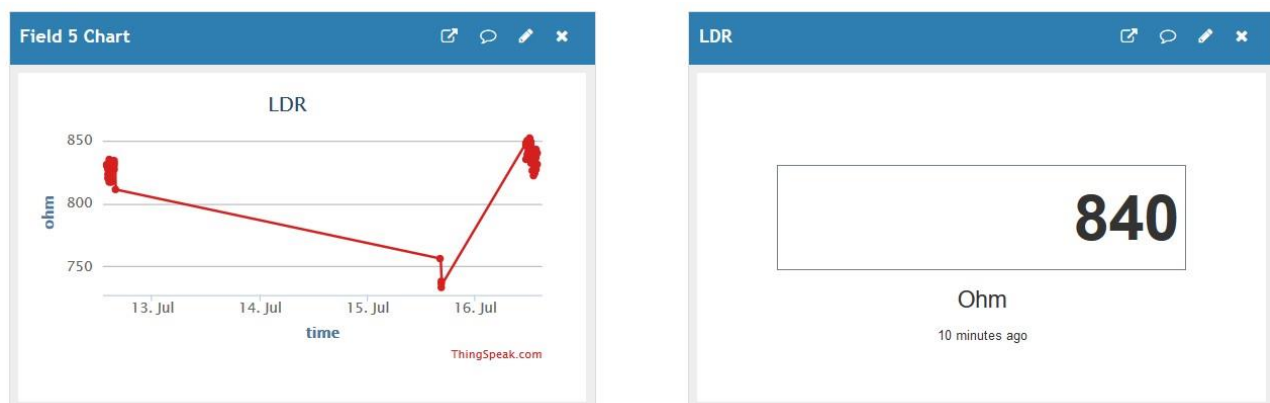 Field 5 Chart
LDR
850
800
750
ohm
13. Jul
14. Jul
15. Jul
16. Jul
time
ThingSpeak.com
LDR
840
Ohm
10 minutes ago